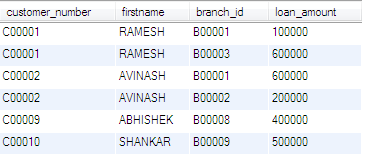 customer_number firstname branch_id loan_amount
C00001 RAMESH B00001 100000
C00001 RAMESH B00003 600000
C00002 AVINASH B00001 600000
C00002 AVINASH B00002 200000
C00009 ABHISHEK B00008 400000
C00010 SHANKAR B00009 500000